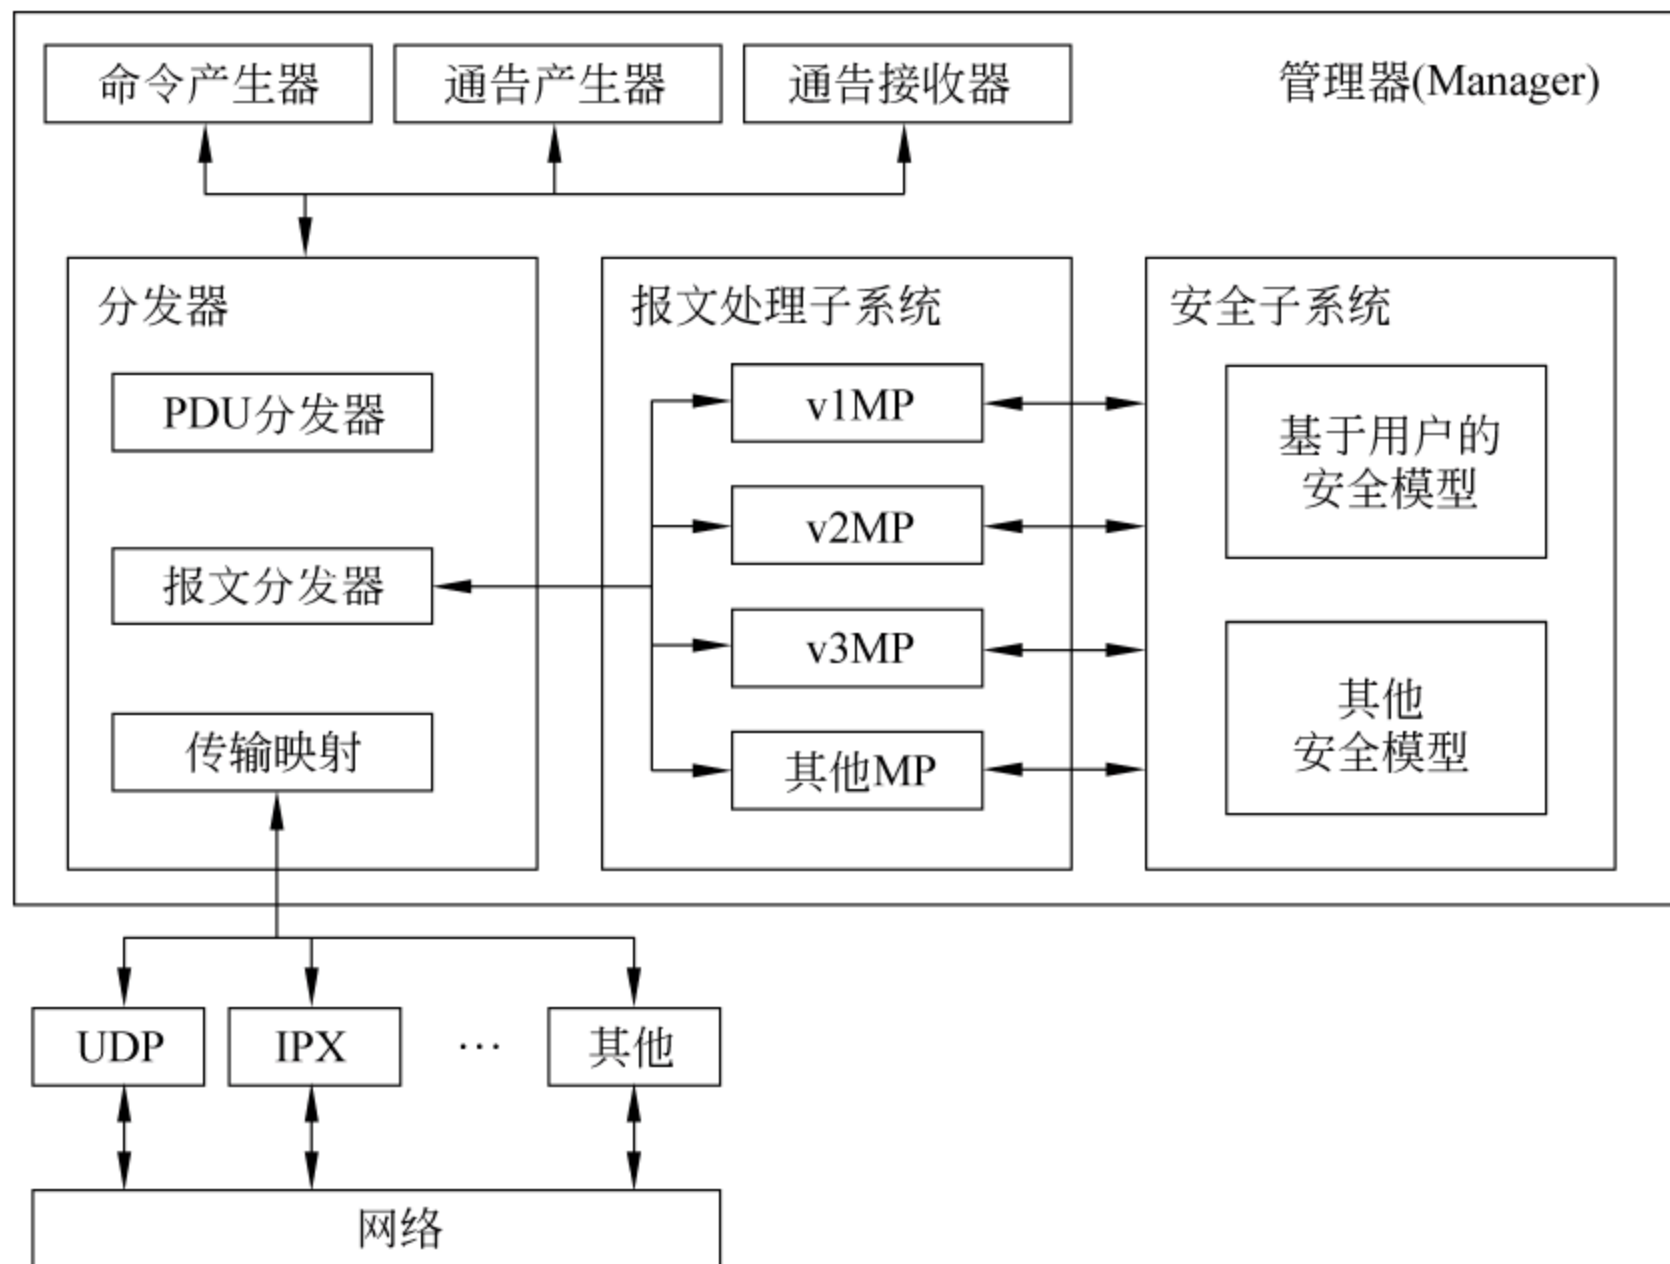 命令产生器
通告产生器
通告接收器
管理器(Manager)
分发器
PDU分发器
报文分发器
传输映射
报文处理子系统
v1MP
v2MP
v3MP
其他MP
安全子系统
基于用户的
安全模型
其他
安全模型
UDP
IPX
…
其他
网络